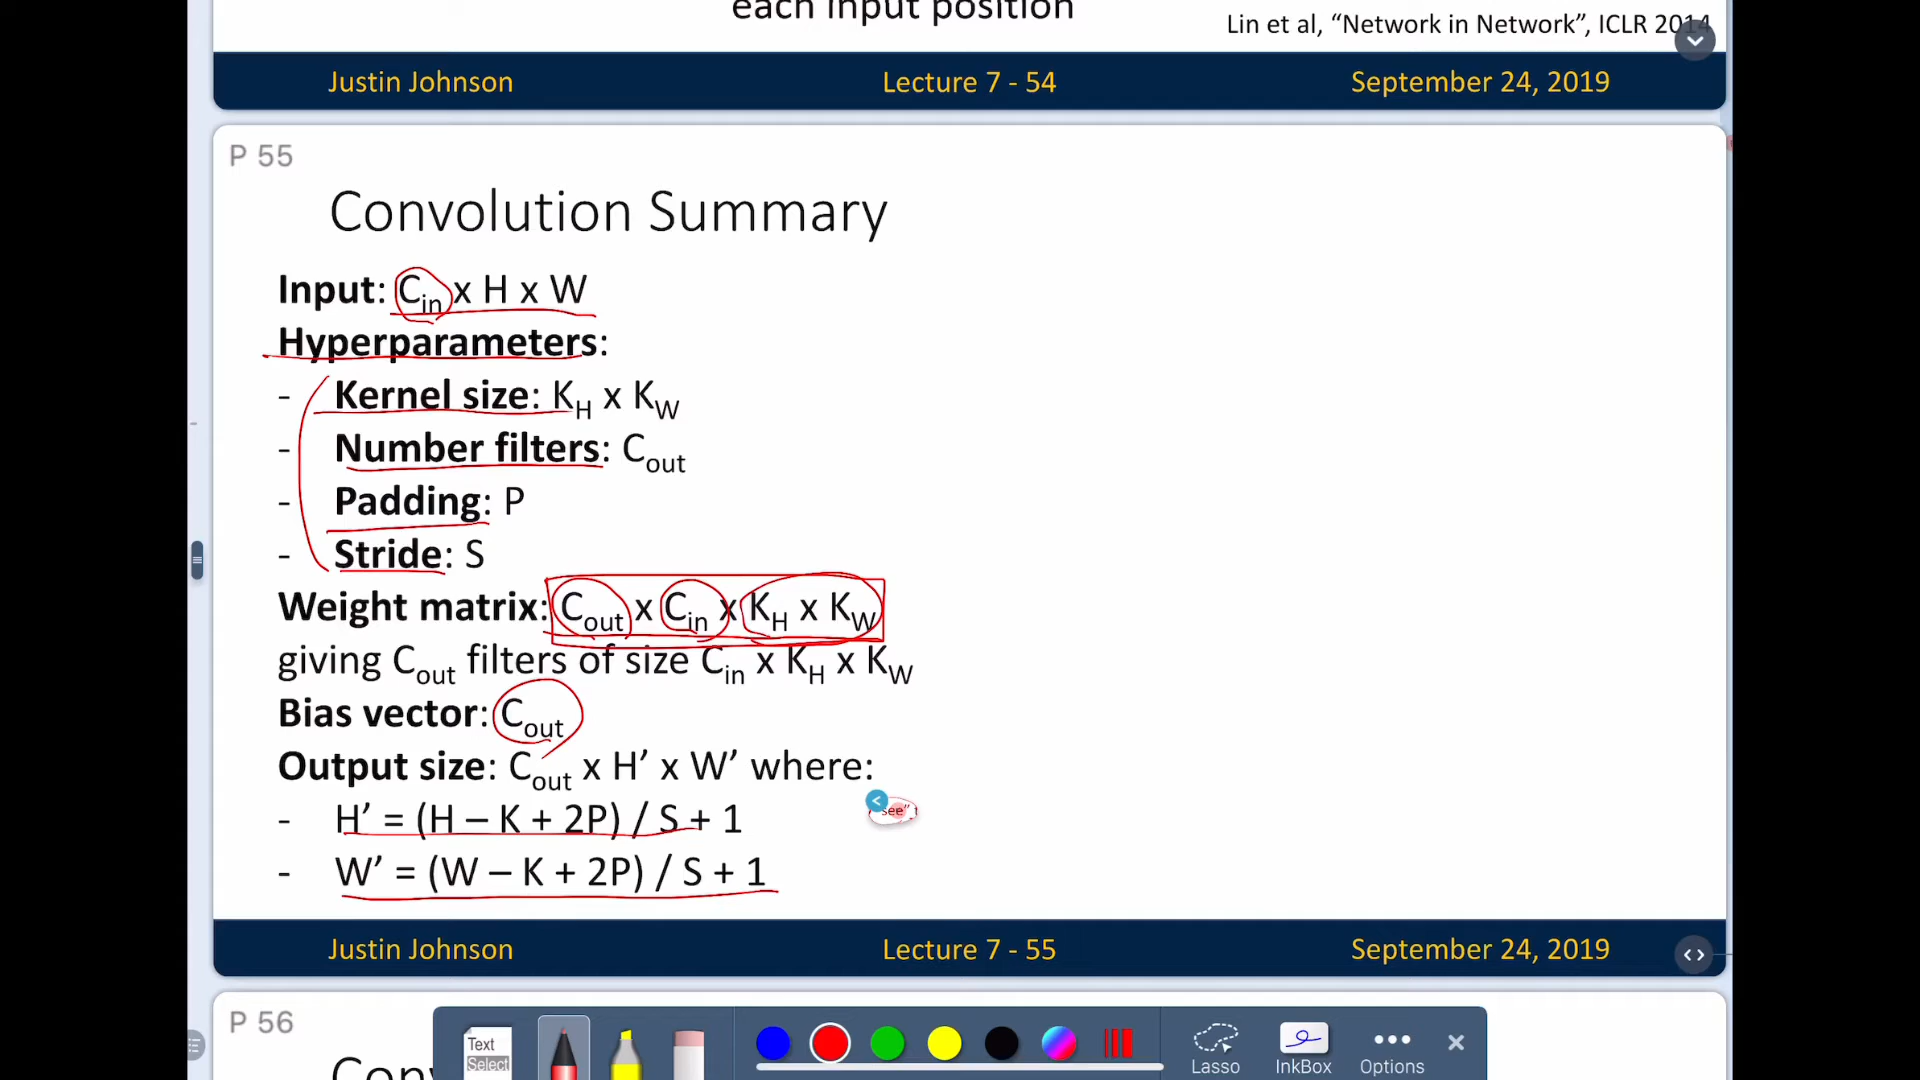 each input position
Lin et al, “Network in Network”, ICLR 2014
Justin Johnson
Lecture 7 - 54
September 24, 2019
P 55
Convolution Summary
Input: Cin x H x W
Hyperparameters:
- Kernel size: KH x KW
- Number filters: Cout
- Padding: P
- Stride: S
Weight matrix: Cout x Cin x KH x KW
giving Cout filters of size Cin x KH x KW
Bias vector: Cout
Output size: Cout x H’ x W’ where:
- H’ = (H – K + 2P) / S + 1
see”
- W’ = (W – K + 2P) / S + 1
Justin Johnson
Lecture 7 - 55
September 24, 2019
P 56
Text
Select
Lasso
InkBox
Options